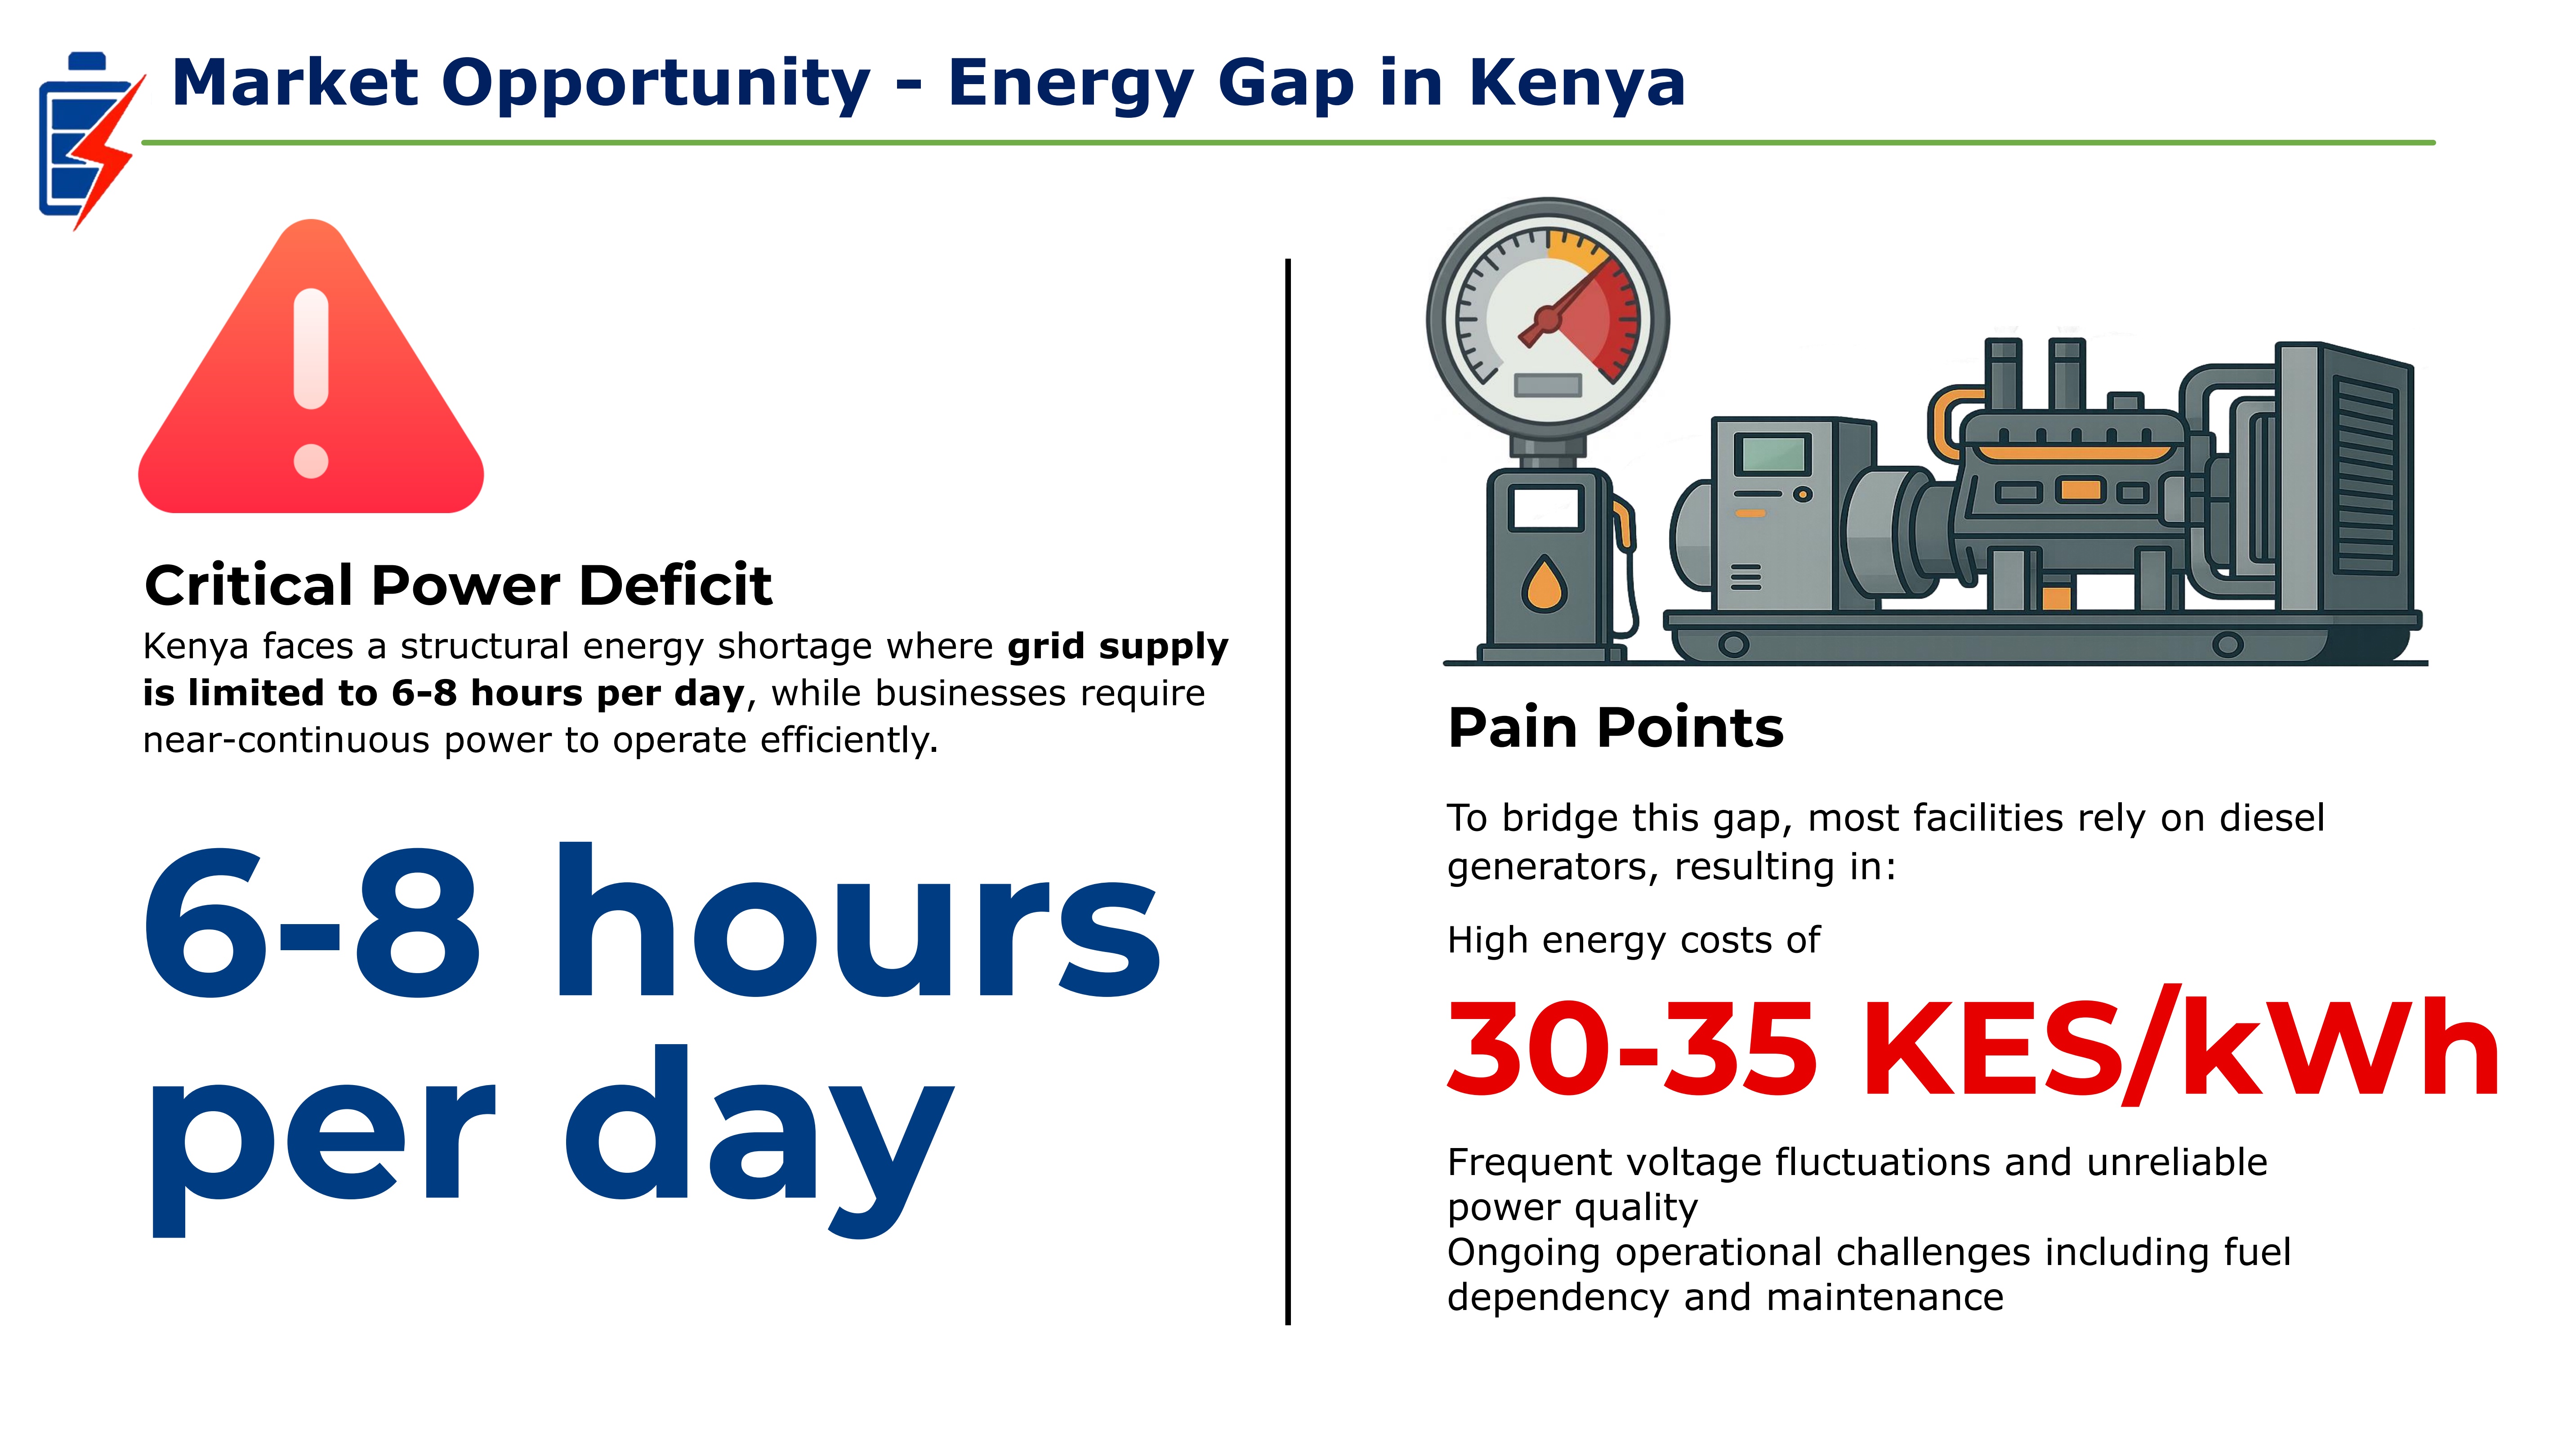 Market Opportunity - Energy Gap in Kenya
Critical Power Deficit
Kenya faces a structural energy shortage where grid supply
is limited to 6-8 hours per day, while businesses require
near-continuous power to operate efficiently.
6-8 hours
per day
Pain Points
To bridge this gap, most facilities rely on diesel
generators, resulting in:
High energy costs of
30-35 KES/kWh
Frequent voltage fluctuations and unreliable
power quality
Ongoing operational challenges including fuel
dependency and maintenance